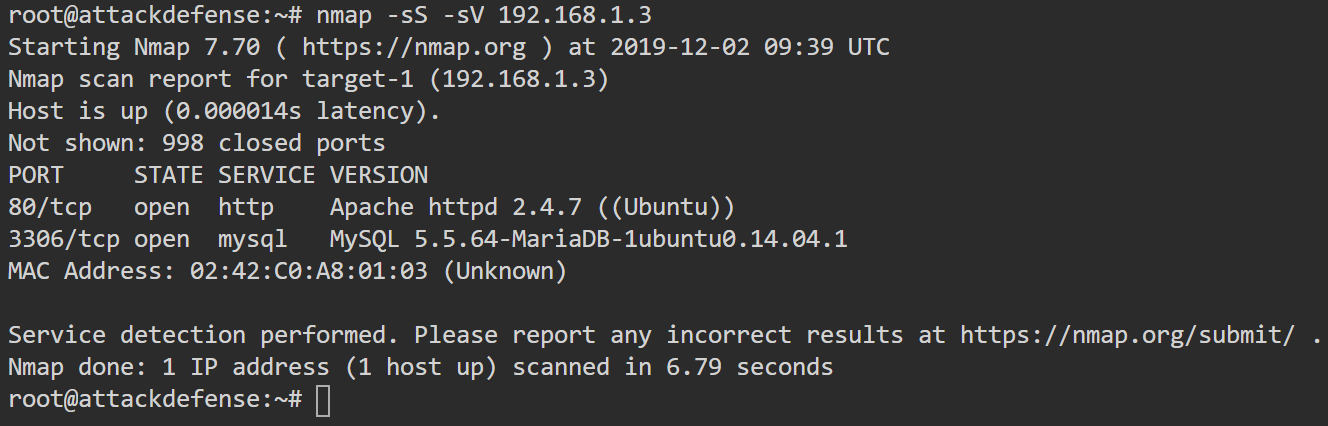 root@attackdefense:~# nmap -sS -sV 192.168.1.3
Starting Nmap 7.70 ( https://nmap.org ) at 2019-12-02 09:39 UTC
Nmap scan report for target-1 (192.168.1.3)
Host is up (0.000014s latency).
Not shown: 998 closed ports
PORT     STATE SERVICE VERSION
80/tcp   open  http    Apache httpd 2.4.7 ((Ubuntu))
3306/tcp open  mysql   MySQL 5.5.64-MariaDB-1ubuntu0.14.04.1
MAC Address: 02:42:C0:A8:01:03 (Unknown)

Service detection performed. Please report any incorrect results at https://nmap.org/submit/ .
Nmap done: 1 IP address (1 host up) scanned in 6.79 seconds
root@attackdefense:~#